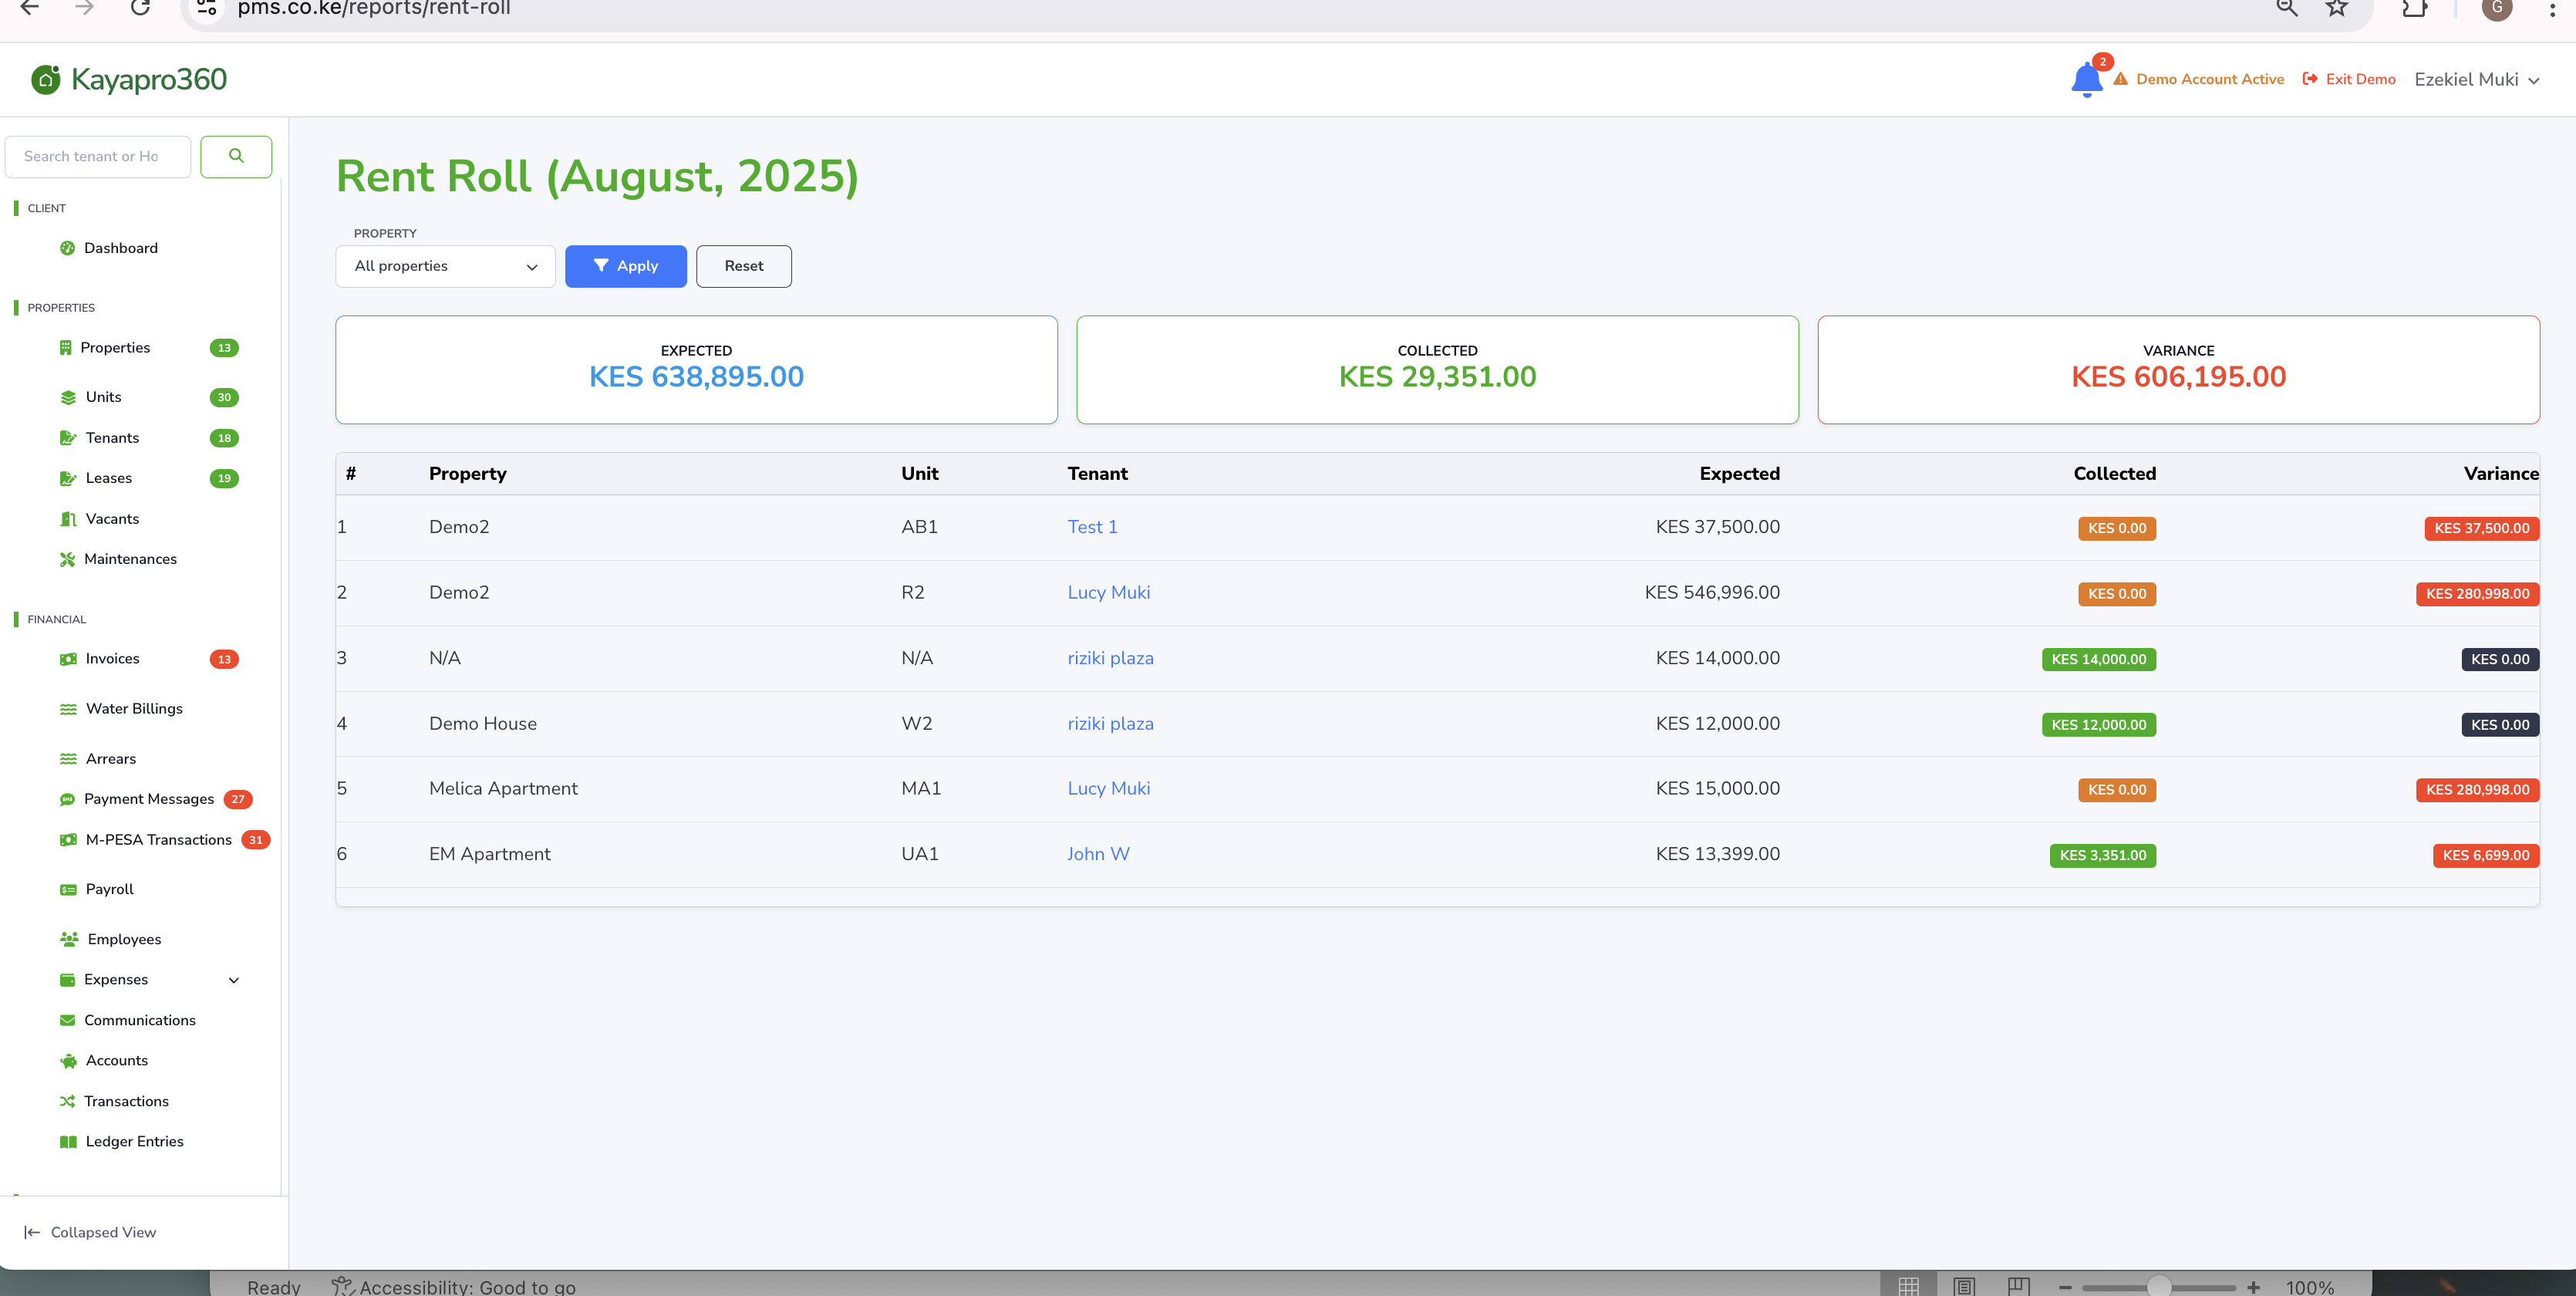 pms.co.ke/reports/rent-roll
G
Kayapro360
2
Demo Account Active
Exit Demo
Ezekiel Muki
Search tenant or Ho
CLIENT
Dashboard
PROPERTIES
Properties 13
Units 30
Tenants 18
Leases 19
Vacants
Maintenances
FINANCIAL
Invoices 13
Water Billings
Arrears
Payment Messages 27
M-PESA Transactions 31
Payroll
Employees
Expenses
Communications
Accounts
Transactions
Ledger Entries
Collapsed View
Rent Roll (August, 2025)
PROPERTY
All properties Apply Reset
EXPECTED
KES 638,895.00
COLLECTED
KES 29,351.00
VARIANCE
KES 606,195.00
# Property Unit Tenant Expected Collected Variance
1 Demo2 AB1 Test 1 KES 37,500.00 KES 0.00 KES 37,500.00
2 Demo2 R2 Lucy Muki KES 546,996.00 KES 0.00 KES 280,998.00
3 N/A N/A riziki plaza KES 14,000.00 KES 14,000.00 KES 0.00
4 Demo House W2 riziki plaza KES 12,000.00 KES 12,000.00 KES 0.00
5 Melica Apartment MA1 Lucy Muki KES 15,000.00 KES 0.00 KES 280,998.00
6 EM Apartment UA1 John W KES 13,399.00 KES 3,351.00 KES 6,699.00
Ready Accessibility: Good to go 100%